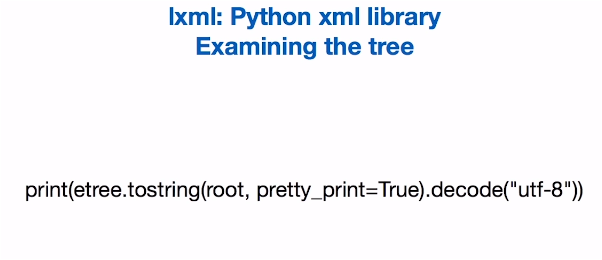 lxml: Python xml library
Examining the tree
print(etree.tostring(root, pretty_print=True).decode("utf-8"))